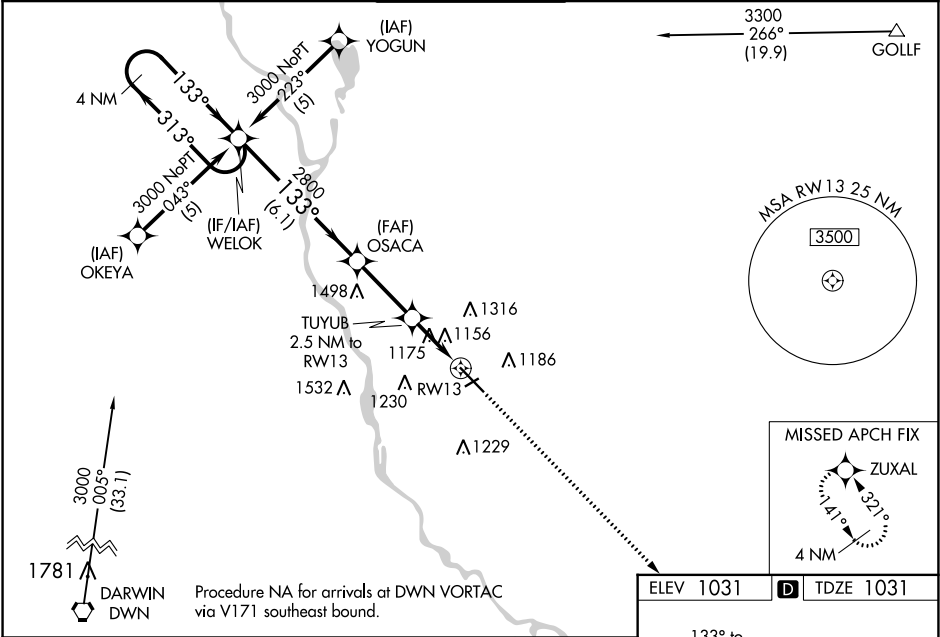 (IAF)
YOGUN
3300
266°
(19.9)
GOLLF
3000 NoPT
223°
(5)
4 NM
133°
313°
3000 NoPT
043°
(5)
(IF/IAF)
WELOK
(IAF)
OKEYA
2800
133°
(6.1)
(FAF)
OSACA
MSA RW13 25 NM
3500
1498
TUYUB
2.5 NM to
RW13
1316
1175
1156
1186
1532
1230
RW13
1229
3000
005°
(33.1)
1781
DARWIN
DWN
Procedure NA for arrivals at DWN VORTAC
via V171 southeast bound.
MISSED APCH FIX
ZUXAL
141°
321°
4 NM
ELEV 1031
D
TDZE 1031
133° to